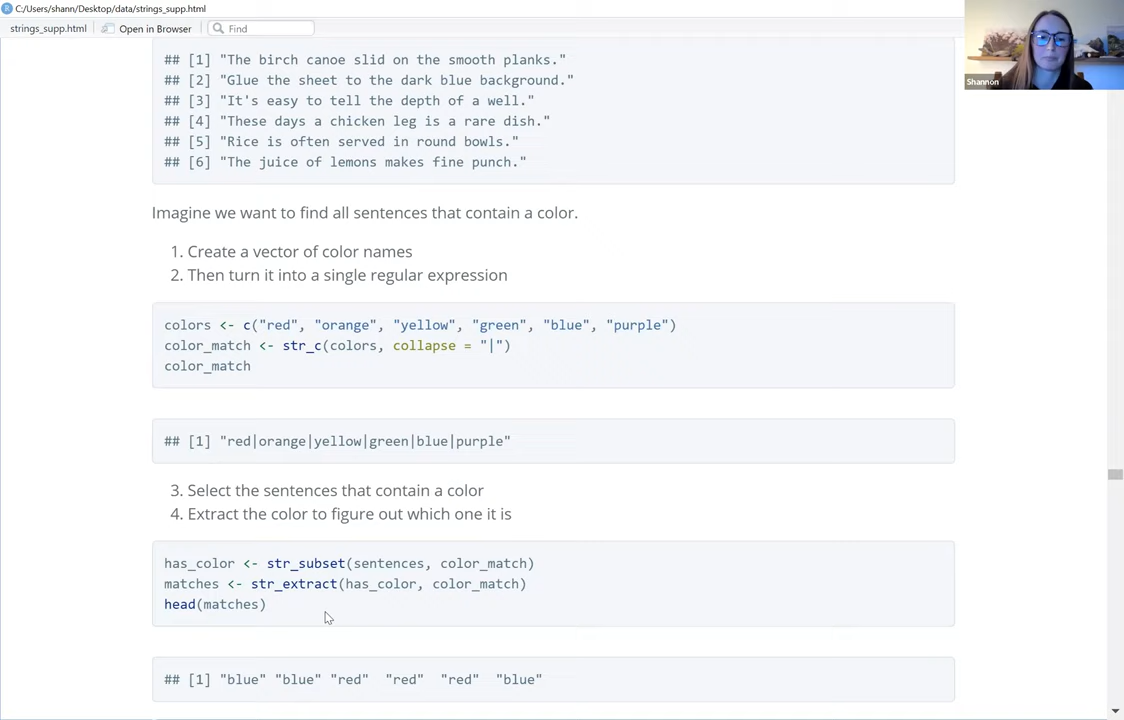 C:/Users/shann/Desktop/data/strings_supp.html
strings_supp.html Open in Browser Find
## [1] "The birch canoe slid on the smooth planks."
## [2] "Glue the sheet to the dark blue background."
## [3] "It's easy to tell the depth of a well."
## [4] "These days a chicken leg is a rare dish."
## [5] "Rice is often served in round bowls."
## [6] "The juice of lemons makes fine punch."
Shannon
Imagine we want to find all sentences that contain a color.
1. Create a vector of color names
2. Then turn it into a single regular expression
colors <- c("red", "orange", "yellow", "green", "blue", "purple")
color_match <- str_c(colors, collapse = "|")
color_match
## [1] "red|orange|yellow|green|blue|purple"
3. Select the sentences that contain a color
4. Extract the color to figure out which one it is
has_color <- str_subset(sentences, color_match)
matches <- str_extract(has_color, color_match)
head(matches)
## [1] "blue" "blue" "red"  "red"  "red"  "blue"